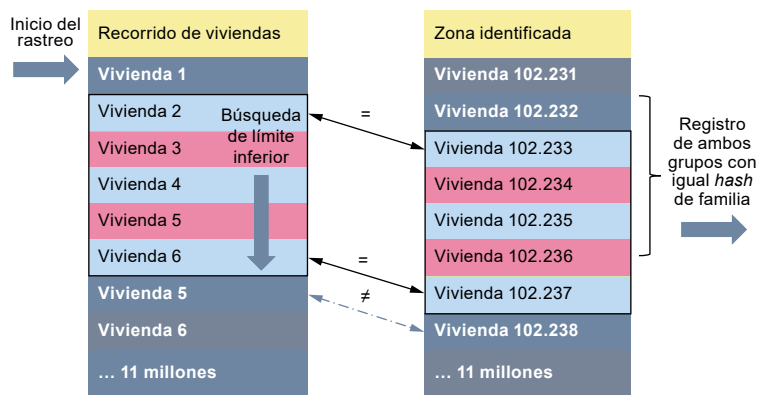 Inicio del
rastreo
Recorrido de viviendas
Vivienda 1
Vivienda 2
Vivienda 3
Vivienda 4
Vivienda 5
Vivienda 6
Vivienda 5
Vivienda 6
… 11 millones
Búsqueda
de límite
inferior
=
=
≠
Zona identificada
Vivienda 102.231
Vivienda 102.232
Vivienda 102.233
Vivienda 102.234
Vivienda 102.235
Vivienda 102.236
Vivienda 102.237
Vivienda 102.238
… 11 millones
Registro
de ambos
grupos con
igual hash
de familia